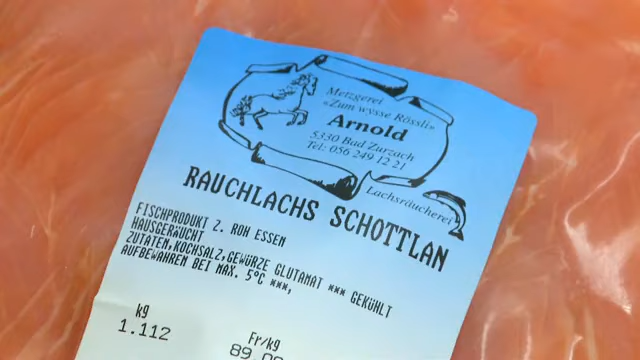 Metzgerei
«Zum wysse Rössli»
Arnold
5330 Bad Zurzach
Tel: 056 249 12 21
Lachsräucherei
RAUCHLACHS SCHOTTLAN
FISCHPRODUKT Z. ROH ESSEN
HAUSGERÄUCHT
ZUTATEN,KOCHSALZ,GEWÜRZE GLUTAMAT *** GEKÜHLT
AUFBEWAHREN BEI MAX. 5°C ***,
kg
Fr/kg
1.112